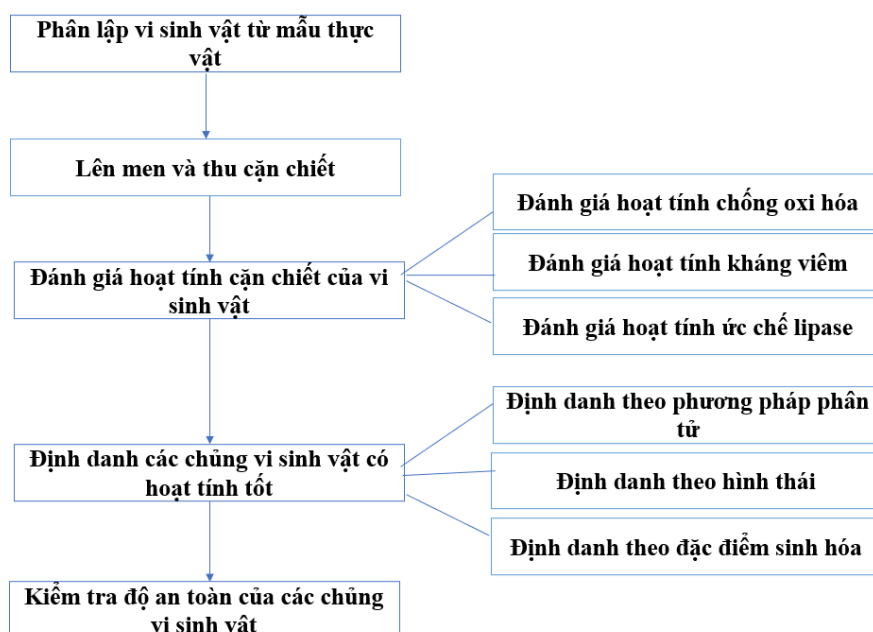 Phân lập vi sinh vật từ mẫu thực
vật
Lên men và thu cặn chiết
Đánh giá hoạt tính cặn chiết của vi
sinh vật
Đánh giá hoạt tính chống oxi hóa
Đánh giá hoạt tính kháng viêm
Đánh giá hoạt tính ức chế lipase
Định danh các chủng vi sinh vật có
hoạt tính tốt
Định danh theo phương pháp phân
tử
Định danh theo hình thái
Định danh theo đặc điểm sinh hóa
Kiểm tra độ an toàn của các chủng
vi sinh vật